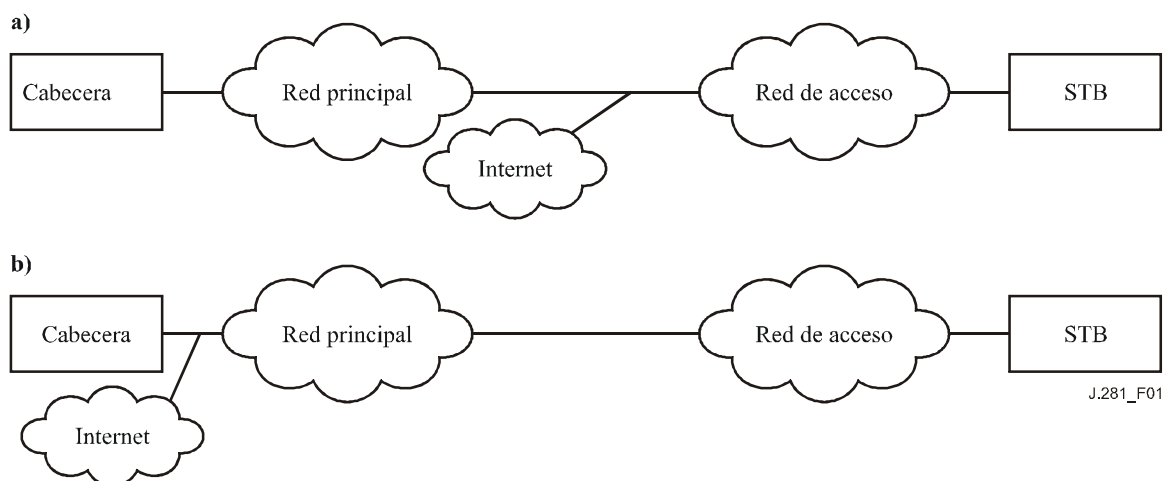 a)
Cabecera
Red principal
Red de acceso
STB
Internet
b)
Cabecera
Red principal
Red de acceso
STB
J.281_F01
Internet